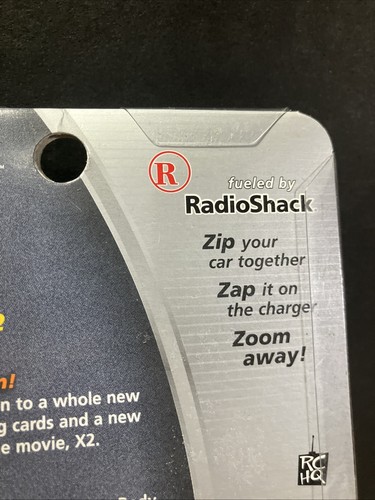 R
fueled by
RadioShack
Zip your
car together
Zap it on
the charger
Zoom
away!
n to a whole new
g cards and a new
e movie, X2.
Body
RC
HQ